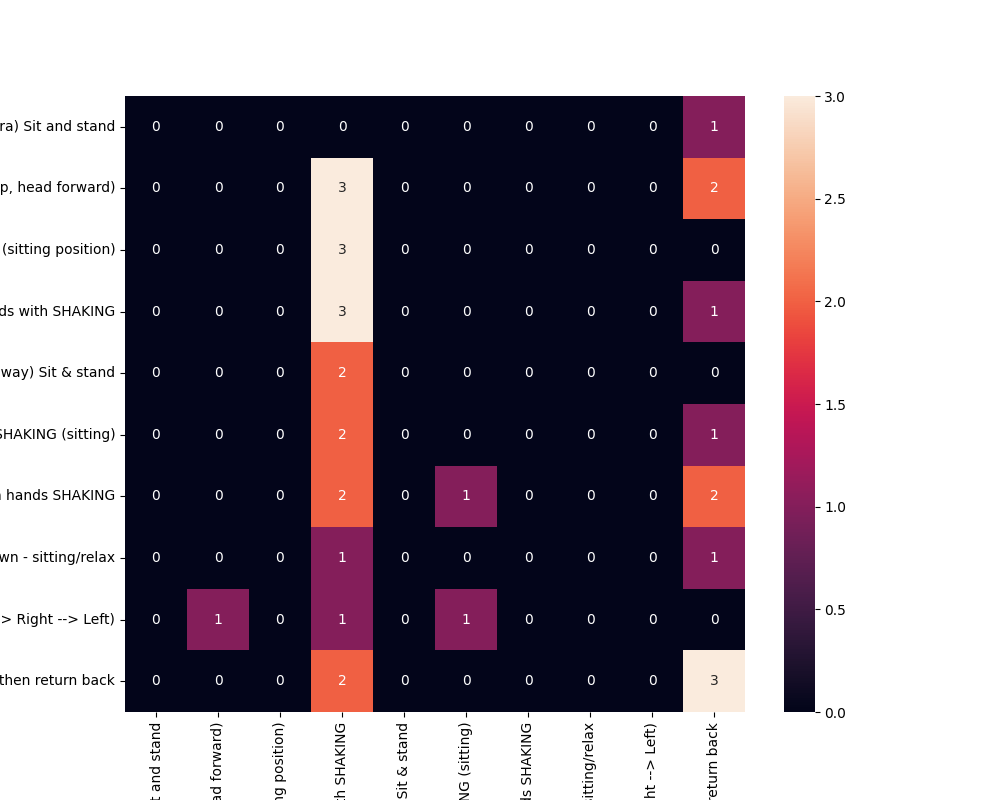 ra) Sit and stand 0 0 0 0 0 0 0 0 0 1
p, head forward) 0 0 0 3 0 0 0 0 0 2
(sitting position) 0 0 0 3 0 0 0 0 0 0
ds with SHAKING 0 0 0 3 0 0 0 0 0 1
way) Sit & stand 0 0 0 2 0 0 0 0 0 0
SHAKING (sitting) 0 0 0 2 0 0 0 0 0 1
hands SHAKING 0 0 0 2 0 1 0 0 0 2
wn - sitting/relax 0 0 0 1 0 0 0 0 0 1
> Right --> Left) 0 1 0 1 0 1 0 0 0 0
then return back 0 0 0 2 0 0 0 0 0 3
t and stand
ad forward)
ng position)
th SHAKING
Sit & stand
NG (sitting)
ds SHAKING
sitting/relax
ht --> Left)
return back
3.0
2.5
2.0
1.5
1.0
0.5
0.0